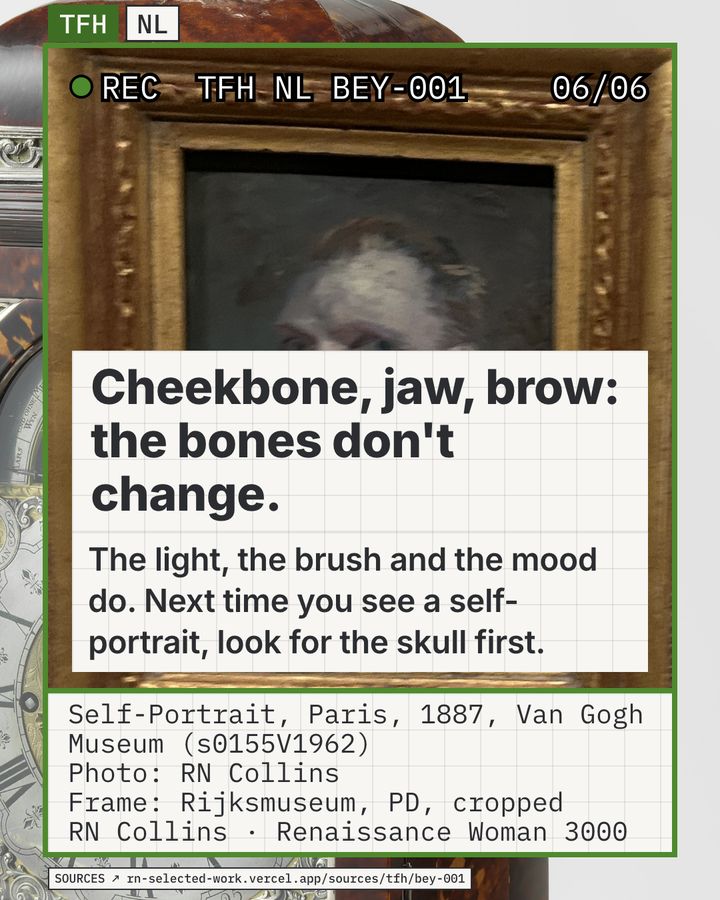 TFH NL
REC TFH NL BEY-001 06/06
Cheekbone, jaw, brow:
the bones don't
change.
The light, the brush and the mood
do. Next time you see a self-
portrait, look for the skull first.
Self-Portrait, Paris, 1887, Van Gogh
Museum (s0155V1962)
Photo: RN Collins
Frame: Rijksmuseum, PD, cropped
RN Collins · Renaissance Woman 3000
SOURCES ↗ rn-selected-work.vercel.app/sources/tfh/bey-001